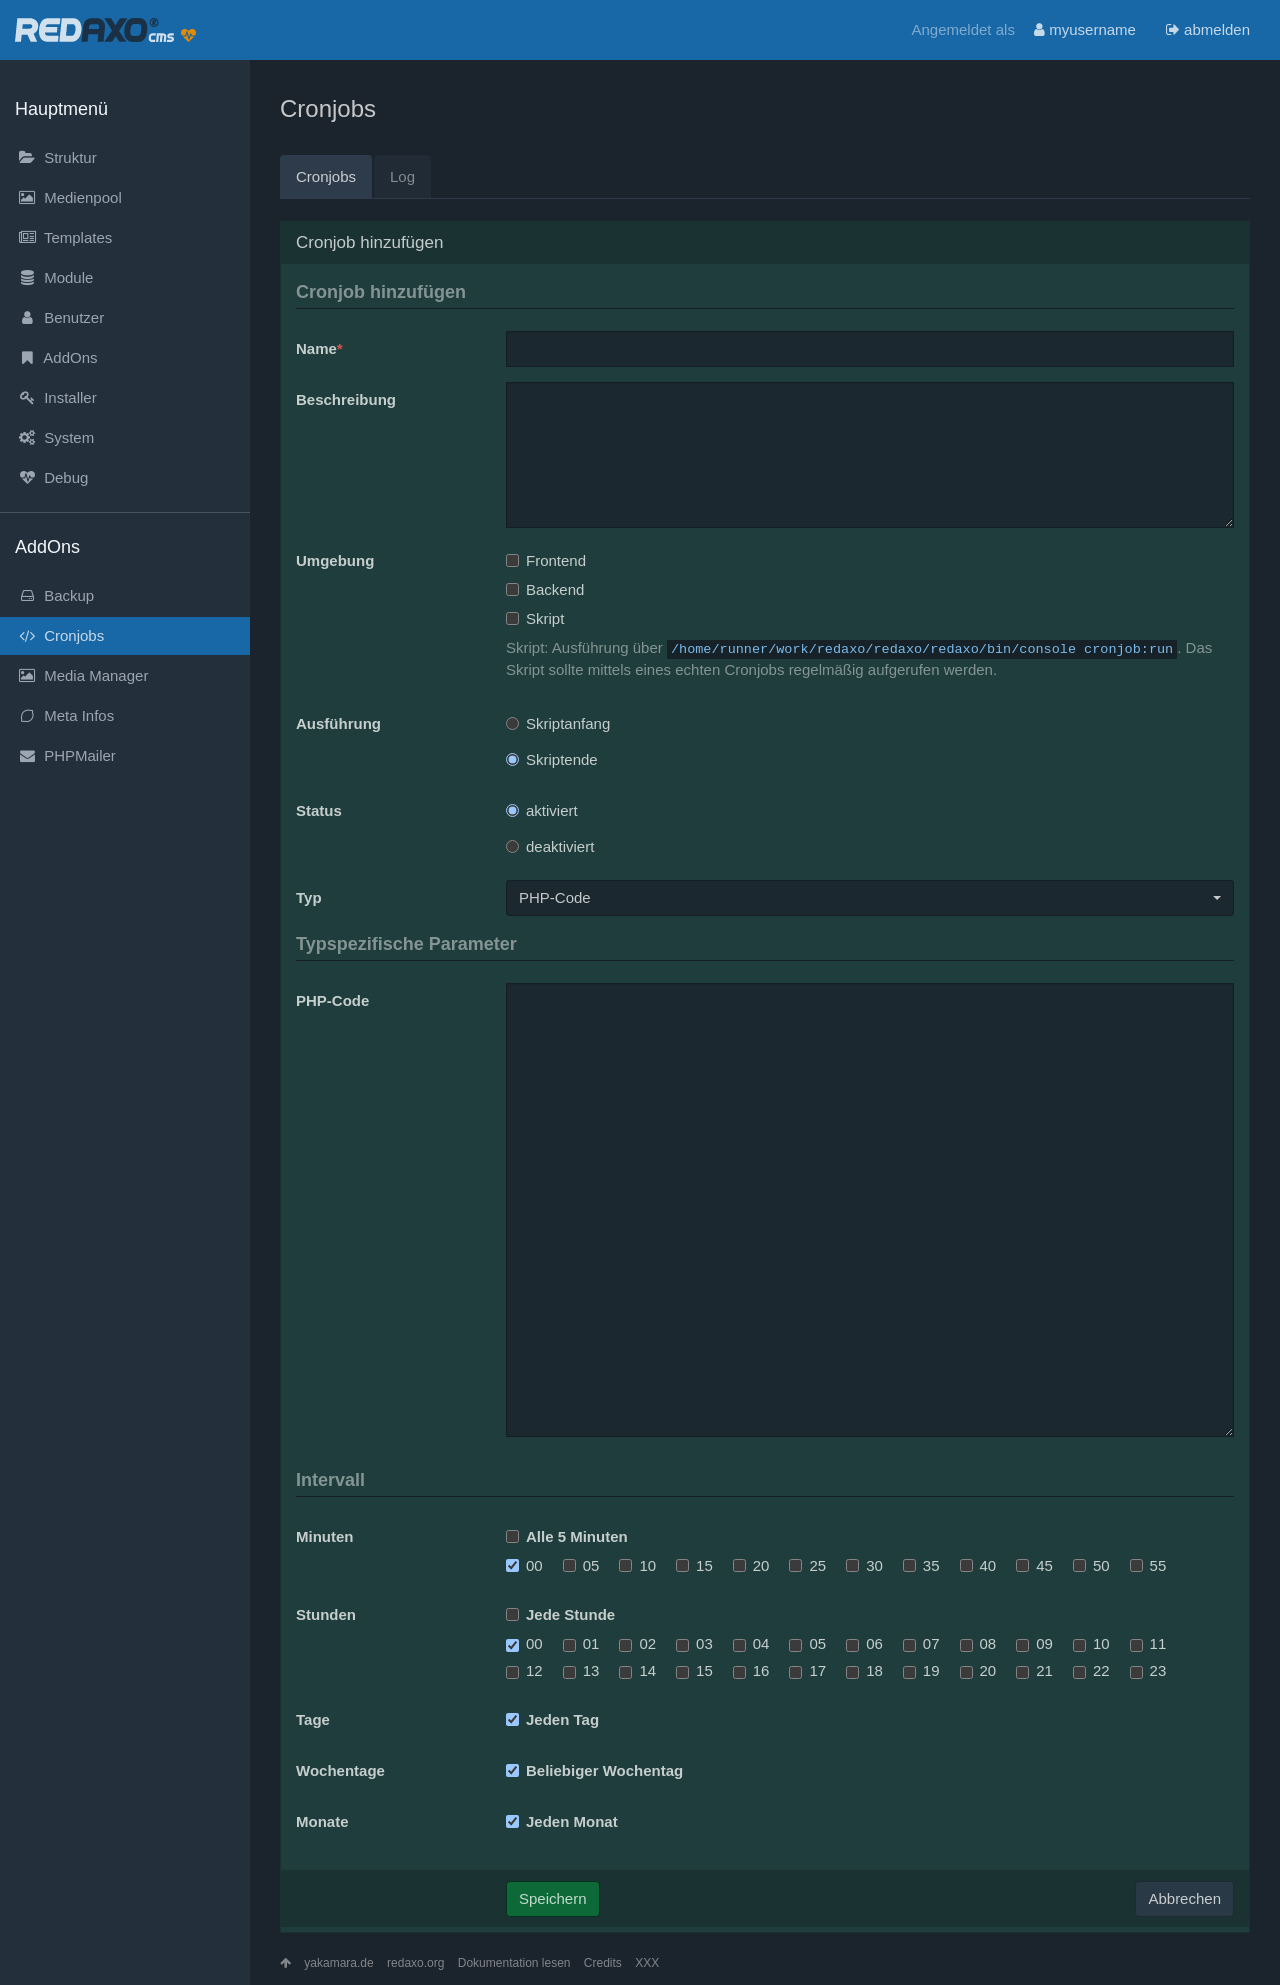 REDAXO® cms
Angemeldet als myusername abmelden
Hauptmenü
Struktur
Medienpool
Templates
Module
Benutzer
AddOns
Installer
System
Debug
AddOns
Backup
Cronjobs
Media Manager
Meta Infos
PHPMailer
Cronjobs
Cronjobs Log
Cronjob hinzufügen
Cronjob hinzufügen
Name*
Beschreibung
Umgebung
Frontend
Backend
Skript
Skript: Ausführung über /home/runner/work/redaxo/redaxo/redaxo/bin/console cronjob:run. Das
Skript sollte mittels eines echten Cronjobs regelmäßig aufgerufen werden.
Ausführung
Skriptanfang
Skriptende
Status
aktiviert
deaktiviert
Typ
PHP-Code
Typspezifische Parameter
PHP-Code
Intervall
Minuten
Alle 5 Minuten
00 05 10 15 20 25 30 35 40 45 50 55
Stunden
Jede Stunde
00 01 02 03 04 05 06 07 08 09 10 11
12 13 14 15 16 17 18 19 20 21 22 23
Tage
Jeden Tag
Wochentage
Beliebiger Wochentag
Monate
Jeden Monat
Speichern
Abbrechen
yakamara.de redaxo.org Dokumentation lesen Credits XXX